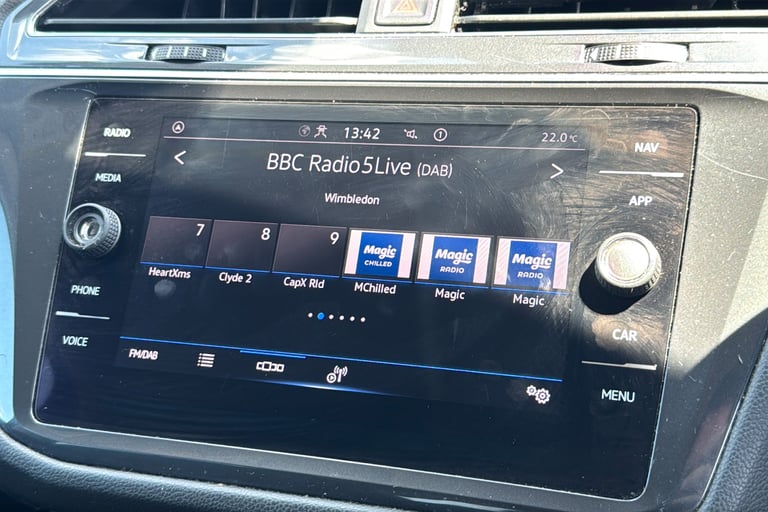 RADIO
MEDIA
PHONE
VOICE
13:42
1
22.0°C
BBC Radio5Live (DAB)
Wimbledon
7
8
9
Magic
CHILLED
Magic
RADIO
Magic
RADIO
HeartXms
Clyde 2
CapX Rld
MChilled
Magic
Magic
FM/DAB
NAV
APP
CAR
MENU